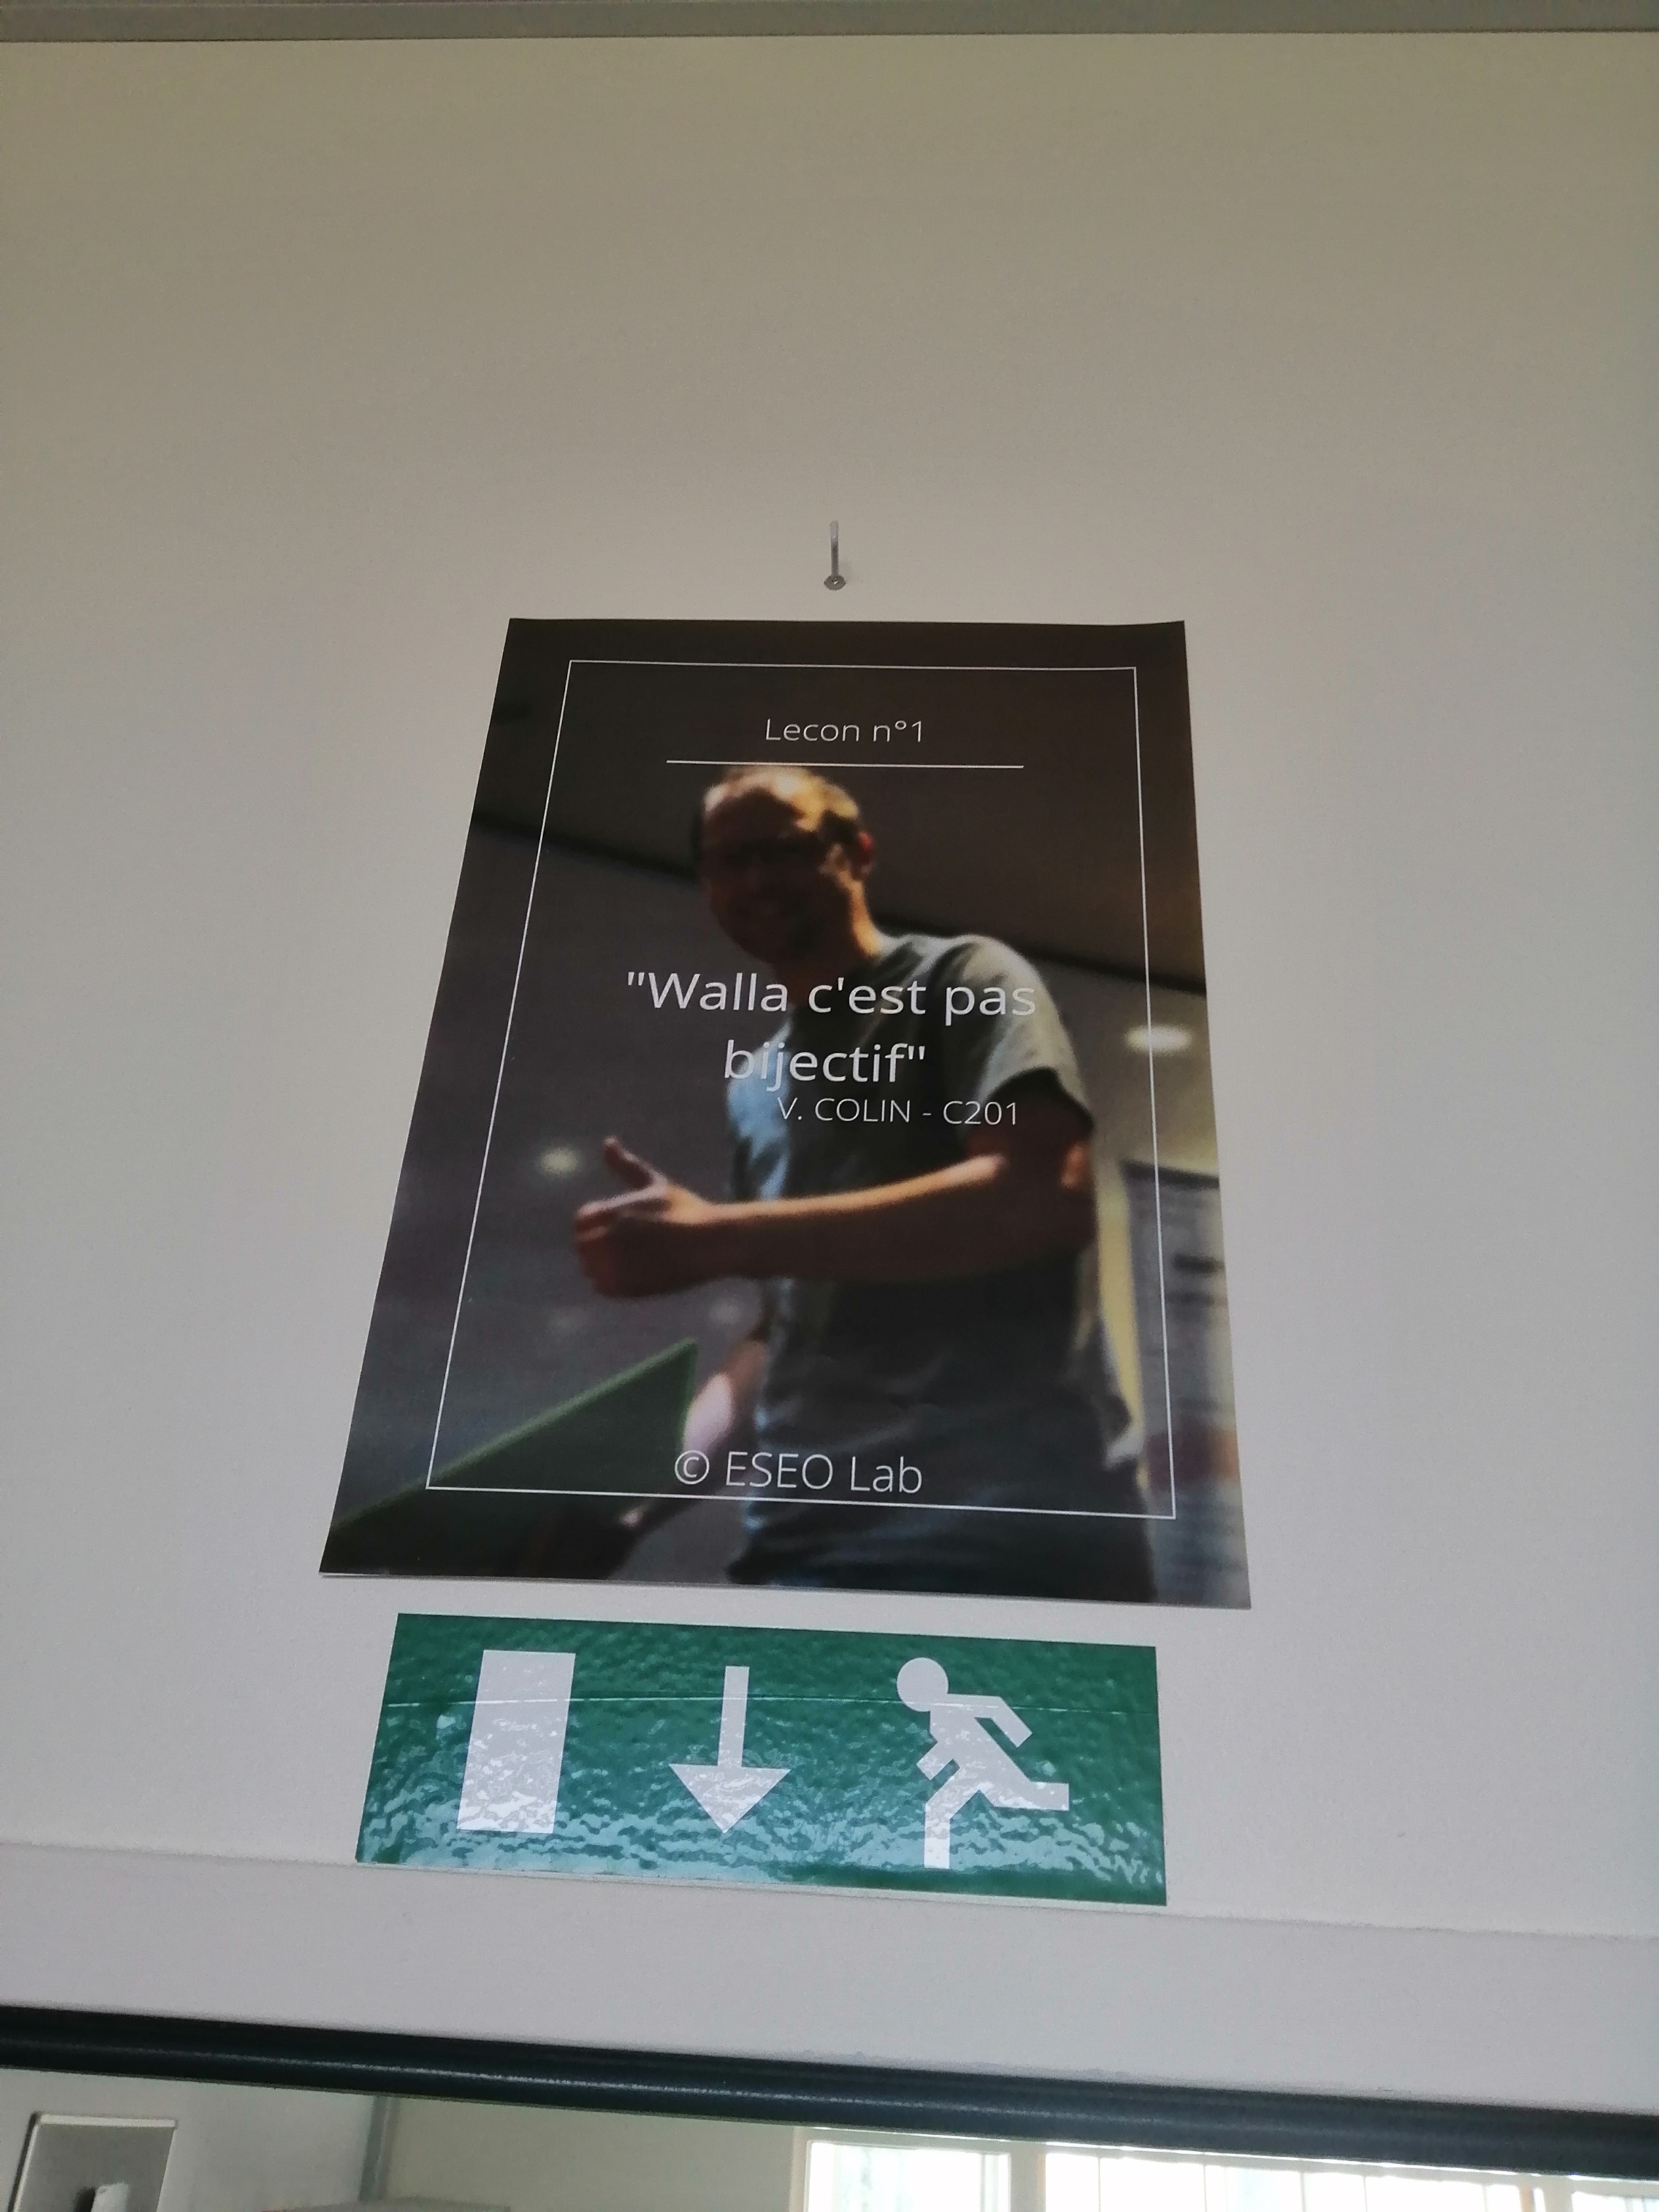 Lecon n°1
"Walla c'est pas
bijectif"
V. COLIN - C201
© ESEO Lab